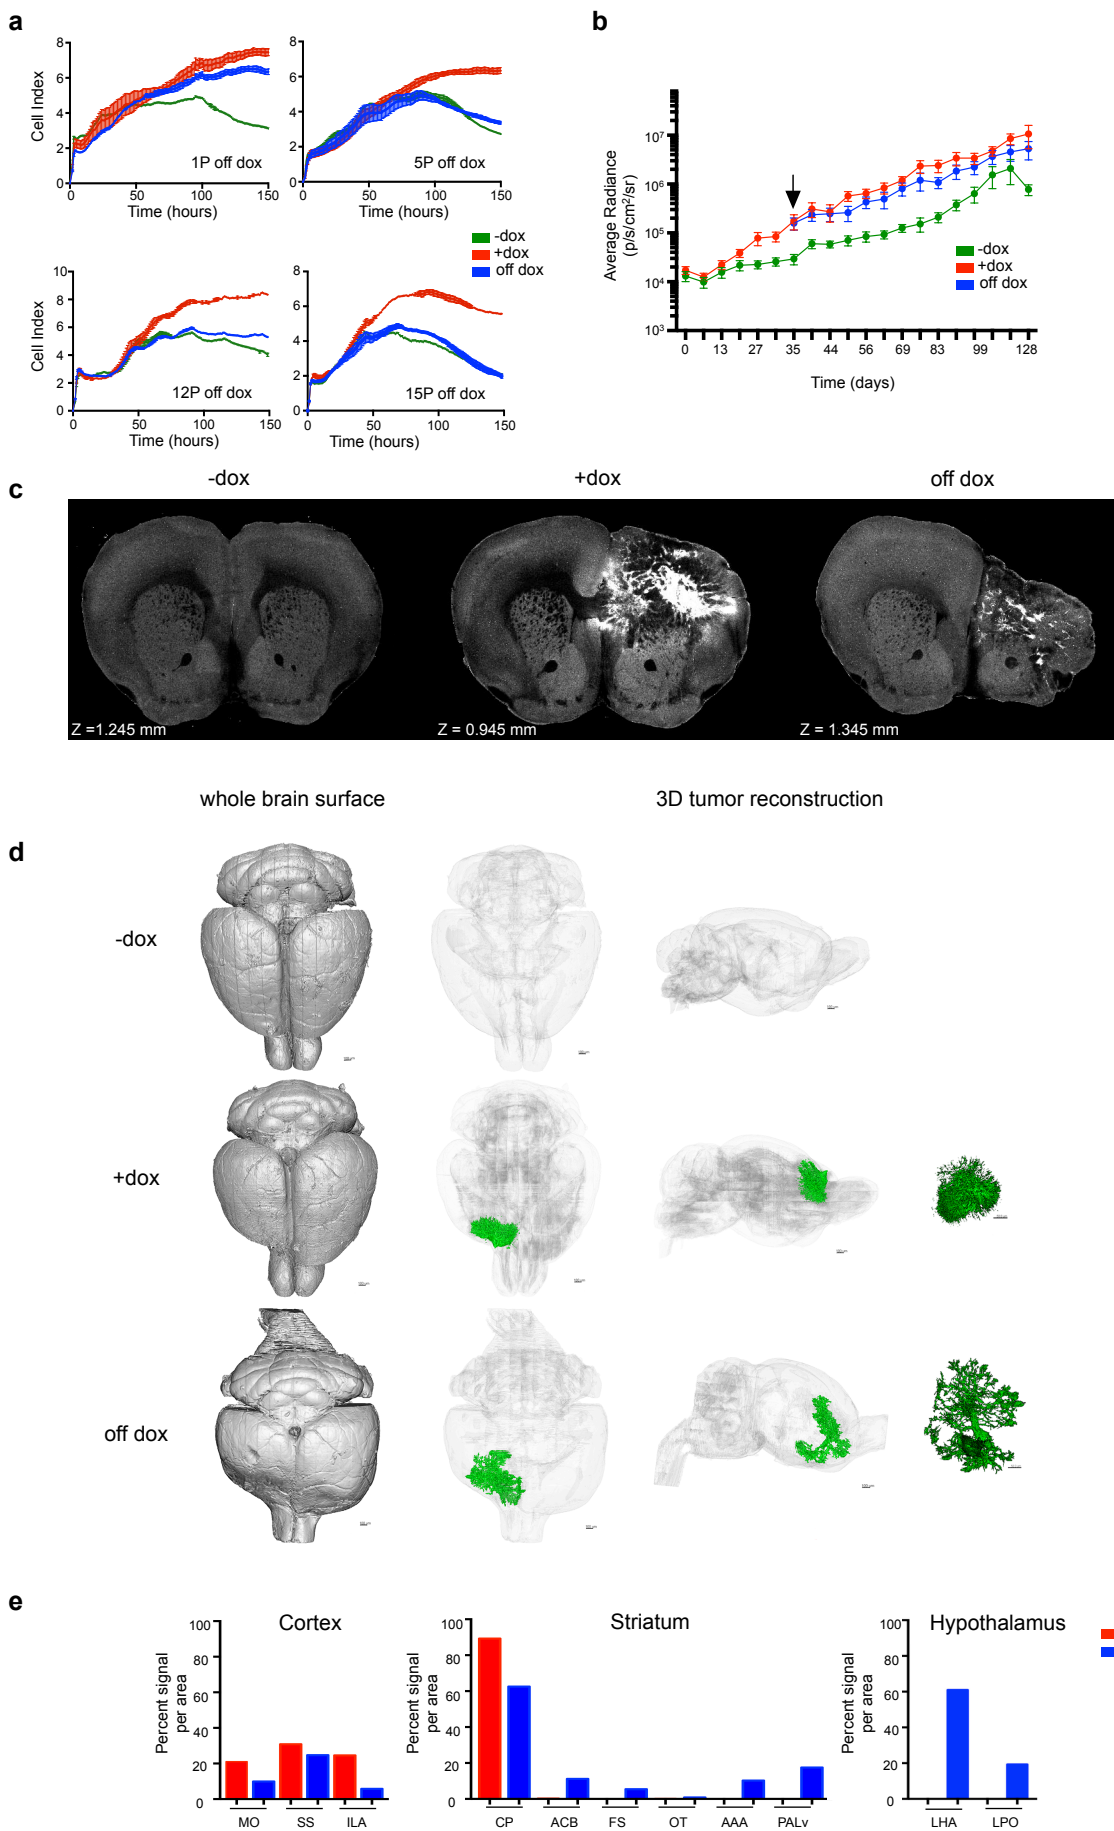 a
8
6
4
2
0
Cell Index
1P off dox
0 50 100 150
Time (hours)
8
6
4
2
0
5P off dox
0 50 100 150
Time (hours)
-dox
+dox
off dox
10
8
6
4
2
0
Cell Index
12P off dox
0 50 100 150
Time (hours)
8
6
4
2
0
15P off dox
0 50 100 150
Time (hours)
b
Average Radiance
(p/s/cm²/sr)
10⁷
10⁶
10⁵
10⁴
10³
-dox
+dox
off dox
0 13 27 35 44 56 69 83 99 128
Time (days)
c
-dox +dox off dox
Z =1.245 mm
Z = 0.945 mm
Z = 1.345 mm
whole brain surface 3D tumor reconstruction
d
-dox
+dox
off dox
e
Cortex
Percent signal
per area
100
80
60
40
20
0
MO SS ILA
Striatum
Percent signal
per area
100
80
60
40
20
0
CP ACB FS OT AAA PALv
Hypothalamus
Percent signal
per area
100
80
60
40
20
0
LHA LPO